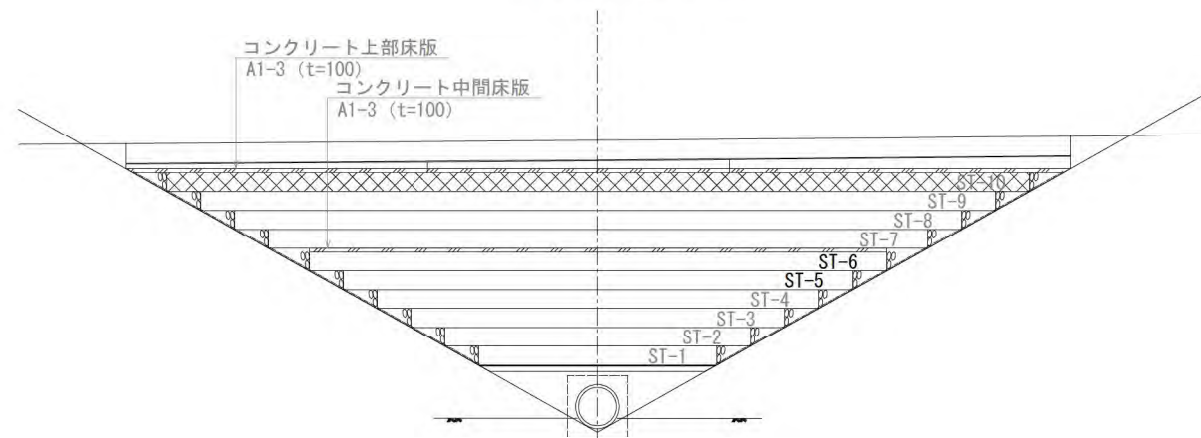 コンクリート上部床版
A1-3 (t=100)
コンクリート中間床版
A1-3 (t=100)
ST-10
ST-9
ST-8
ST-7
ST-6
ST-5
ST-4
ST-3
ST-2
ST-1